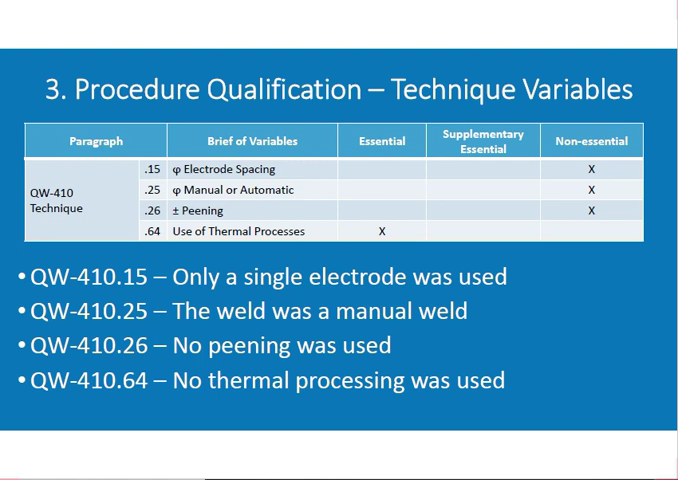 3. Procedure Qualification – Technique Variables
Paragraph Brief of Variables Essential Supplementary Essential Non-essential
QW-410 Technique
.15 φ Electrode Spacing X
.25 φ Manual or Automatic X
.26 ± Peening X
.64 Use of Thermal Processes X
• QW-410.15 – Only a single electrode was used
• QW-410.25 – The weld was a manual weld
• QW-410.26 – No peening was used
• QW-410.64 – No thermal processing was used